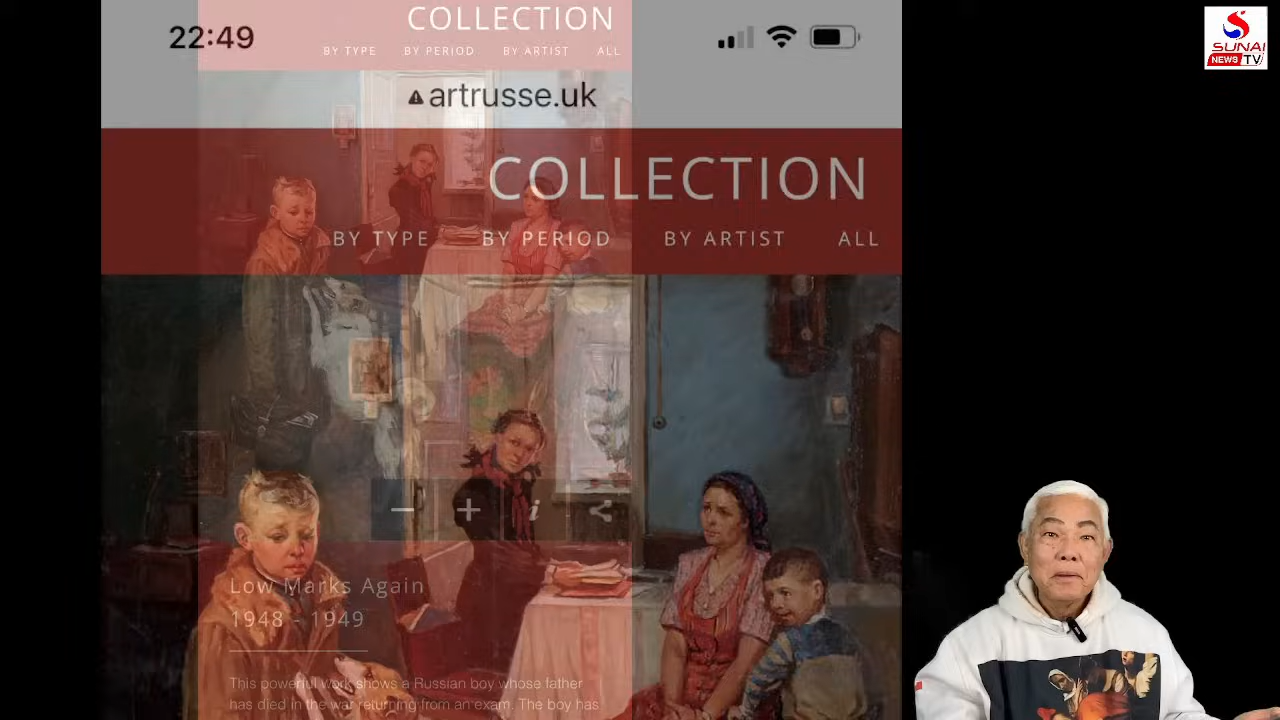 COLLECTION
BY TYPE BY PERIOD BY ARTIST ALL
22:49
artrusse.uk
COLLECTION
BY TYPE BY PERIOD BY ARTIST ALL
Low Marks Again
1948 - 1949
This powerful work shows a Russian boy whose father
has died in the war returning from an exam. The boy has
SUNAI
NEWS TV